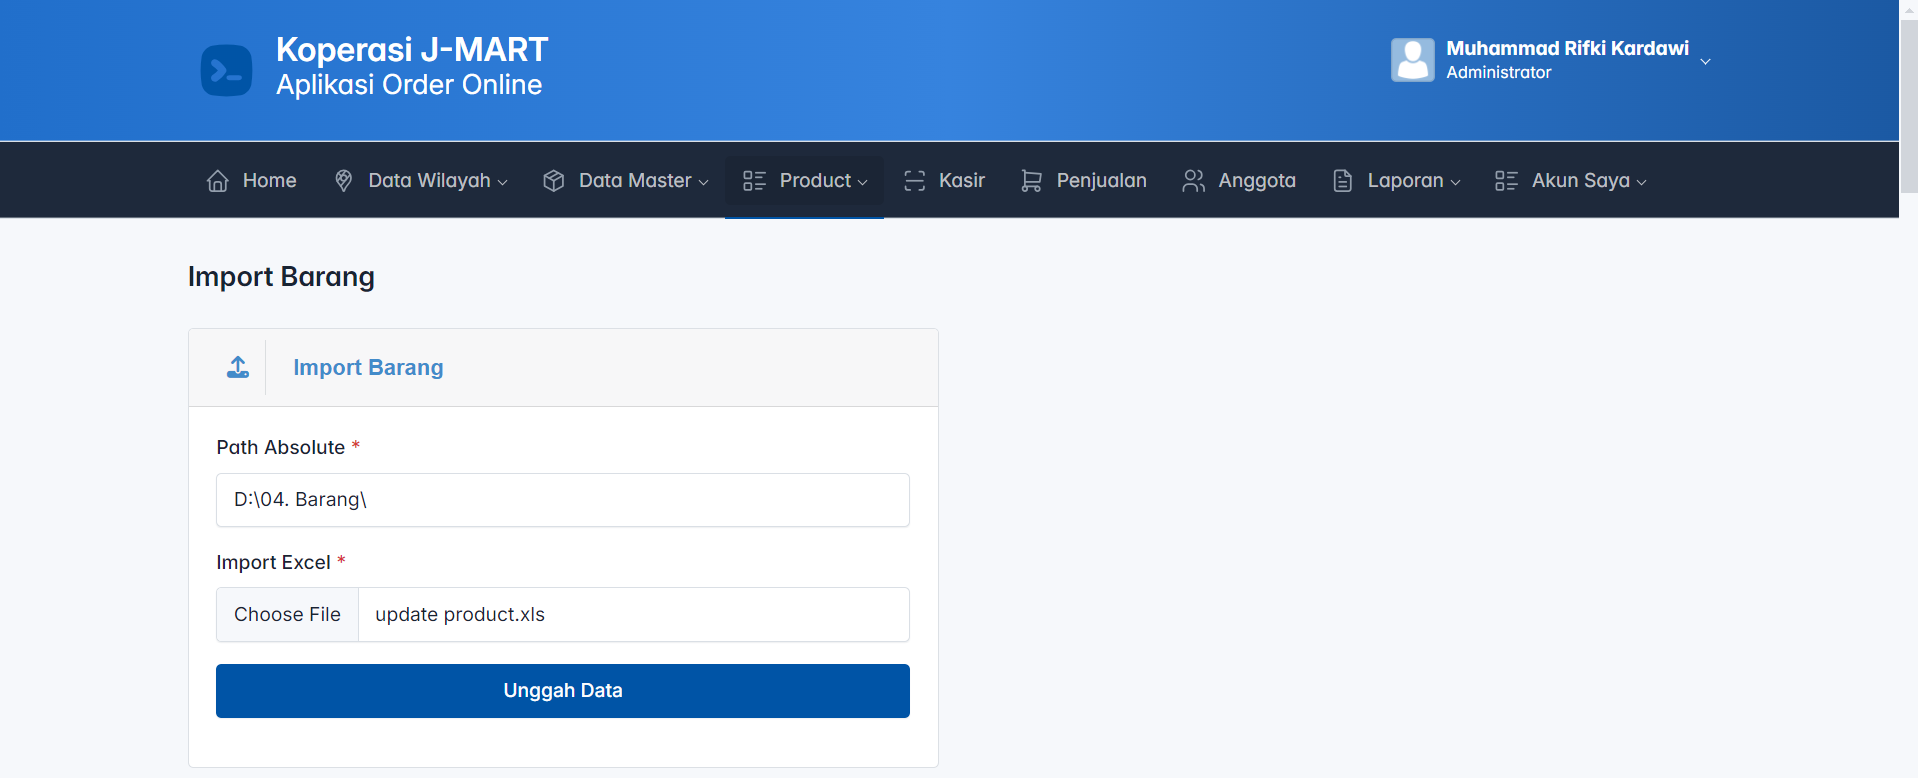 Koperasi J-MART
Aplikasi Order Online
Muhammad Rifki Kardawi
Administrator
Home Data Wilayah Data Master Product Kasir Penjualan Anggota Laporan Akun Saya
Import Barang
Import Barang
Path Absolute *
D:\04. Barang\
Import Excel *
Choose File update product.xls
Unggah Data